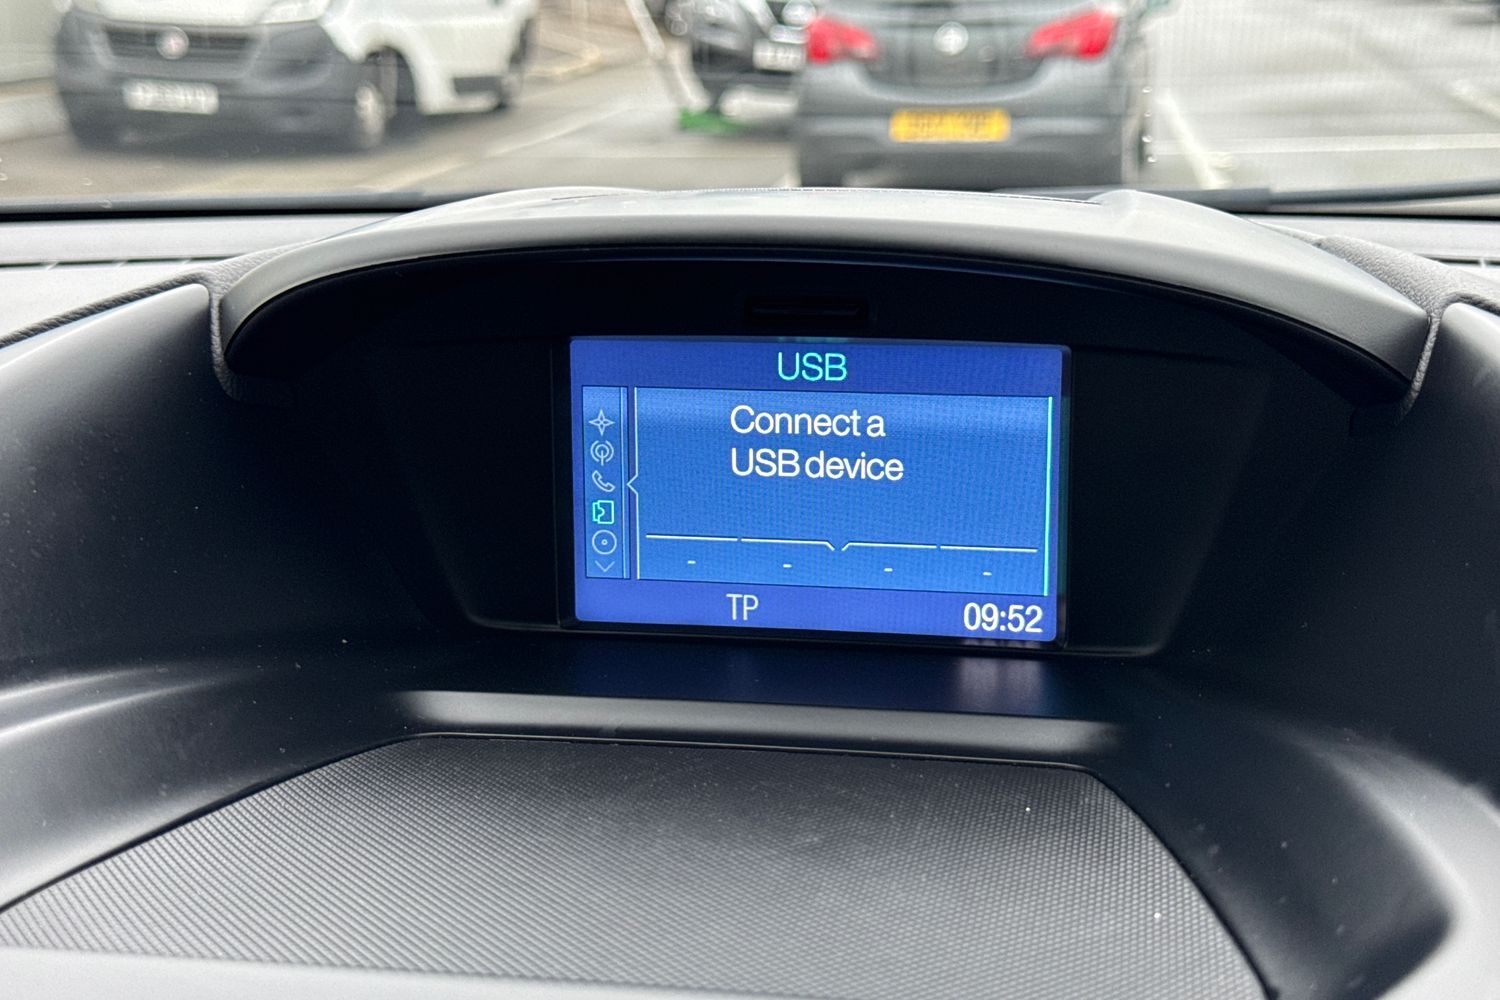 USB
Connect a
USB device
- - - -
TP
09:52